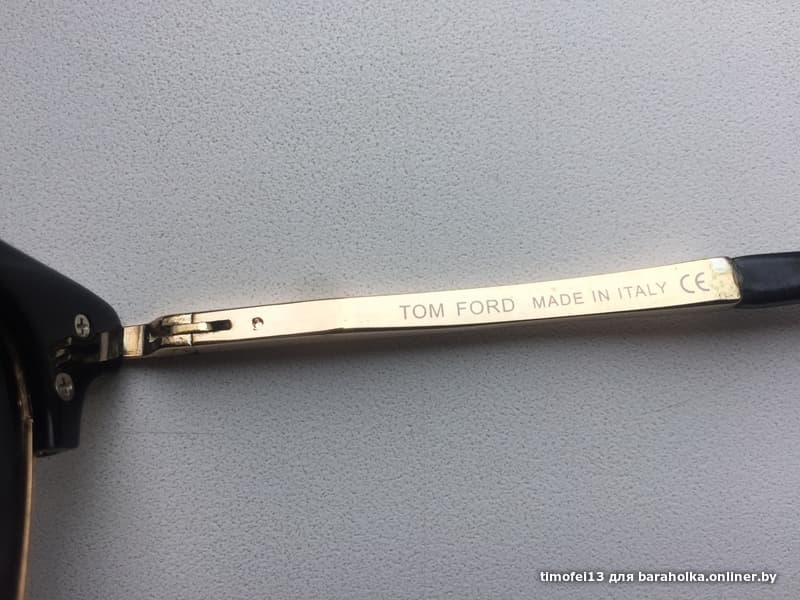 TOM FORD MADE IN ITALY CE
timofei13 для baraholka.onliner.by